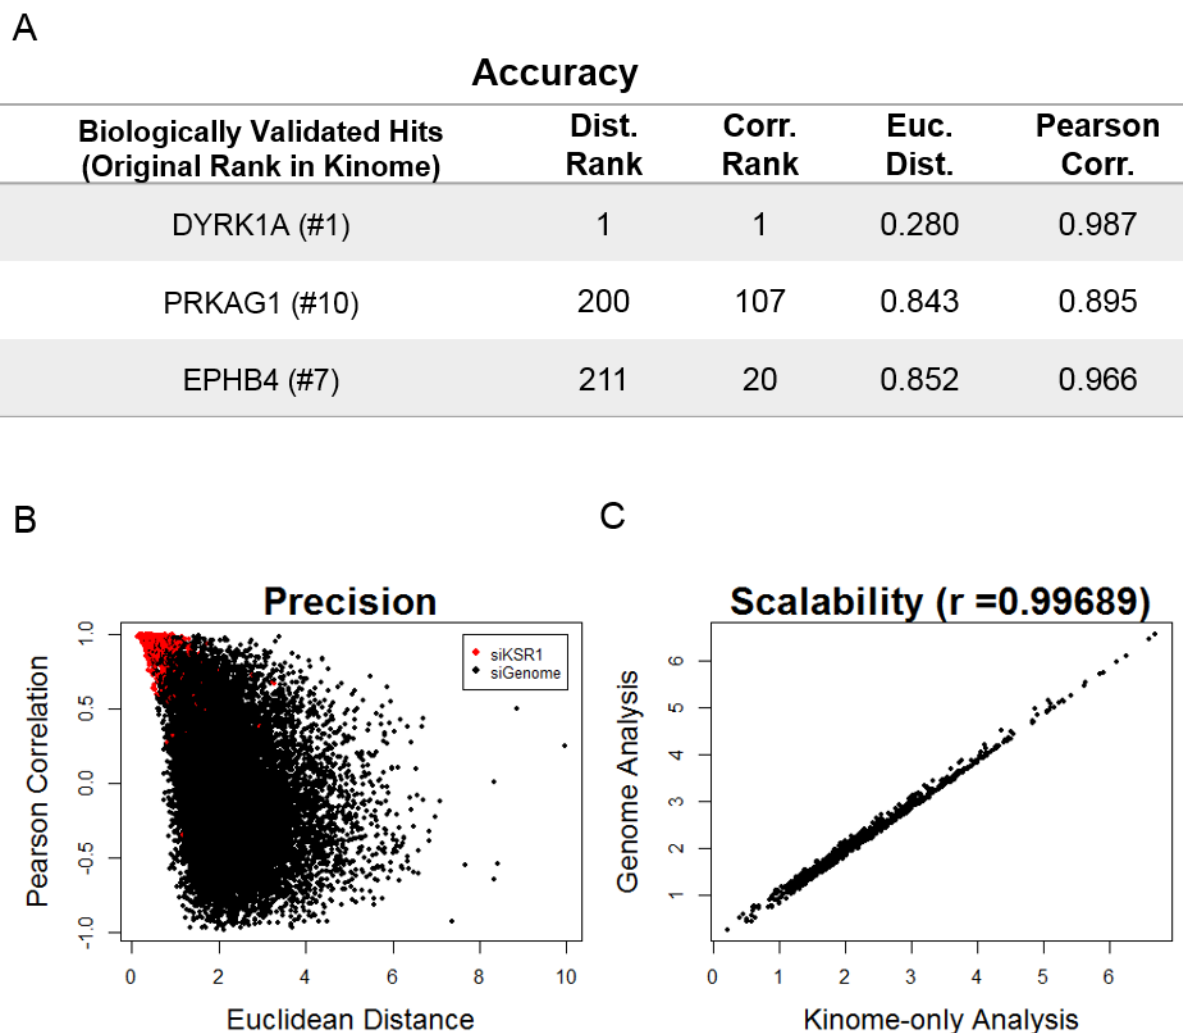 A
Accuracy
Biologically Validated Hits
(Original Rank in Kinome)
Dist.
Rank
Corr.
Rank
Euc.
Dist.
Pearson
Corr.
DYRK1A (#1) 1 1 0.280 0.987
PRKAG1 (#10) 200 107 0.843 0.895
EPHB4 (#7) 211 20 0.852 0.966
B
Precision
Pearson Correlation
1.0
0.5
0.0
-0.5
-1.0
siKSR1
siGenome
0 2 4 6 8 10
Euclidean Distance
C
Scalability (r =0.99689)
Genome Analysis
6
5
4
3
2
1
0 1 2 3 4 5 6
Kinome-only Analysis